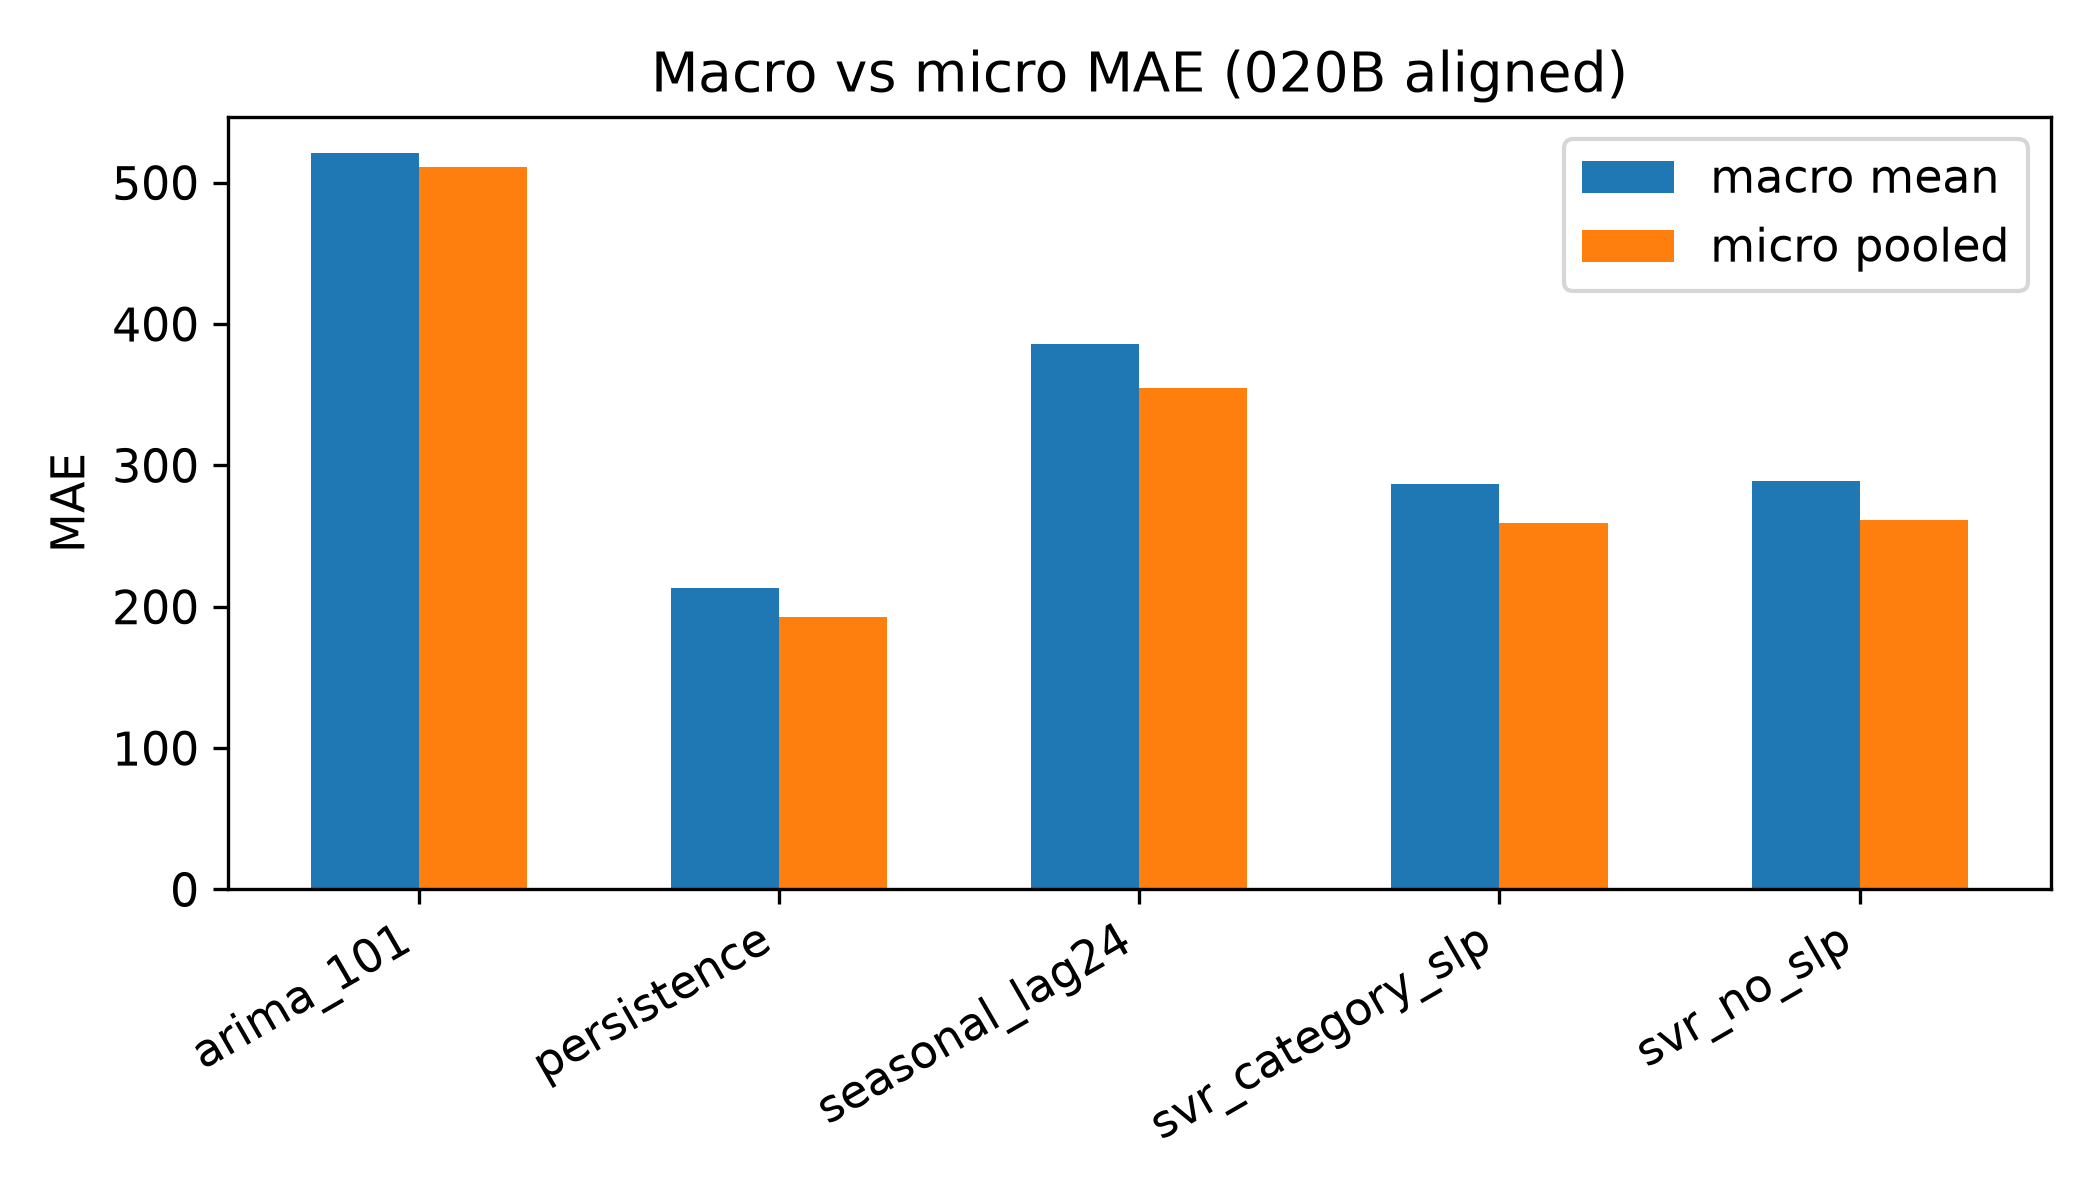 Macro vs micro MAE (020B aligned)
macro mean
micro pooled
MAE
500
400
300
200
100
0
arima_101
persistence
seasonal_lag24
svr_category_slp
svr_no_slp